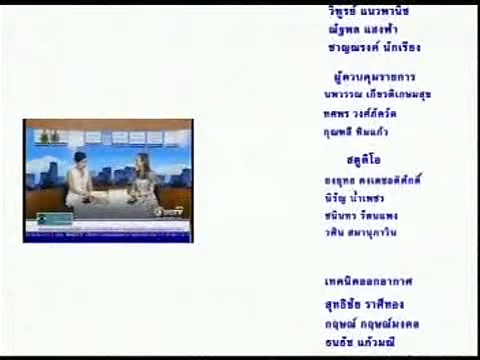 วิฑูรย์ แนวพานิช
ณัฐพล แสงฟ้า
ชาญณรงค์ นักเรียง
ผู้ควบคุมรายการ
นพวรรณ เกียรติเกษมสุข
ทศพร วงศ์ภัควัต
กุณฑลี พิมแก้ว
สตูดิโอ
ยงยุทธ คงเดชอดิศักดิ์
นิรัญ น้ำเพชร
ชนินทร รัตนแพง
วศิน สมานุภาวิน
เทคนิคออกอากาศ
สุทธิชัย ราศีทอง
กฤษณ์ กฤษณ์มงคล
ธนธัช แก้วมณี